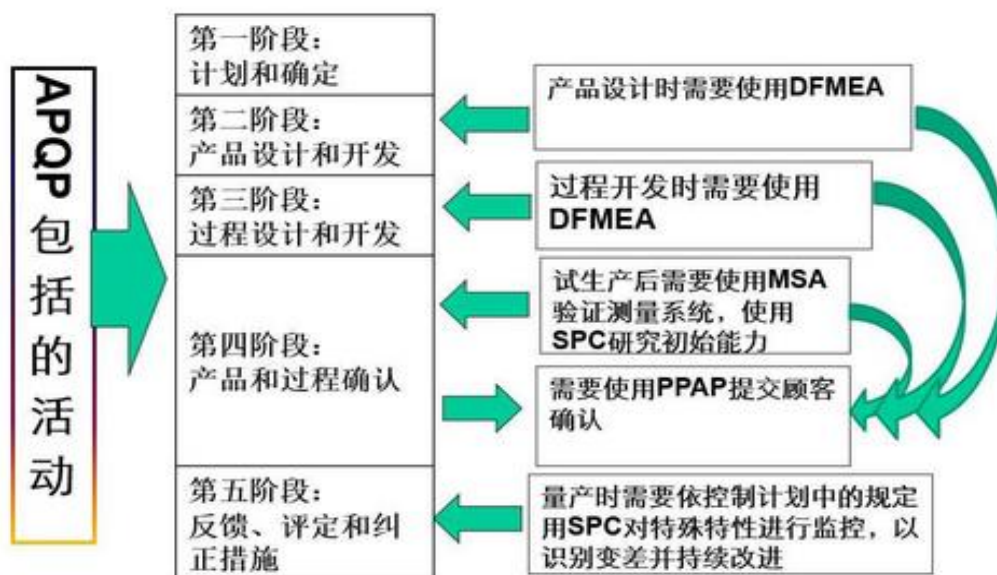 APQP包括的活动
第一阶段：
计划和确定
第二阶段：
产品设计和开发
第三阶段：
过程设计和开发
第四阶段：
产品和过程确认
第五阶段：
反馈、评定和纠
正措施
产品设计时需要使用DFMEA
过程开发时需要使用
DFMEA
试生产后需要使用MSA
验证测量系统，使用
SPC研究初始能力
需要使用PPAP提交顾客
确认
量产时需要依控制计划中的规定
用SPC对特殊特性进行监控，以
识别变差并持续改进